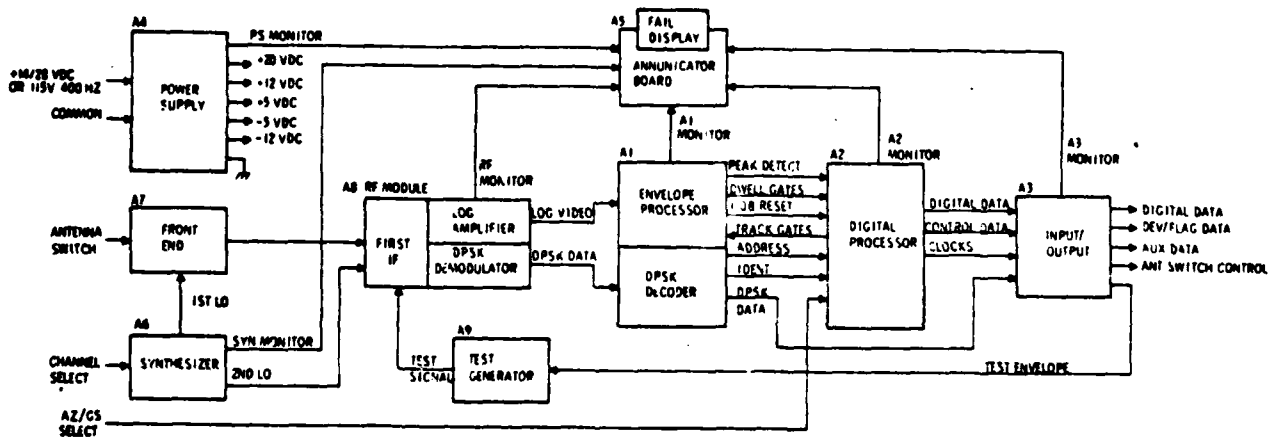 A4
PS MONITOR
+20 VDC
+12 VDC
+5 VDC
-5 VDC
-12 VDC
+14/28 VDC
OR 115V 400 HZ
COMMON
POWER
SUPPLY
A5
FAIL
DISPLAY
ANNUNICATOR
BOARD
A1
MONITOR
A2
MONITOR
A3
MONITOR
RF
MONITOR
A7
FRONT
END
ANTENNA
SWITCH
1ST LO
A8 RF MODULE
FIRST
IF
LOG
AMPLIFIER
DPSK
DEMODULATOR
LOG VIDEO
DPSK DATA
A1
ENVELOPE
PROCESSOR
DPSK
DECODER
PEAK DETECT
DWELL GATES
RESET
TRACK GATES
ADDRESS
IDENT
DPSK
DATA
A2
DIGITAL
PROCESSOR
DIGITAL DATA
CONTROL DATA
CLOCKS
A3
INPUT/
OUTPUT
DIGITAL DATA
DEV/FLAG DATA
AUX DATA
ANT SWITCH CONTROL
A6
SYNTHESIZER
CHANNEL
SELECT
SYN MONITOR
2ND LO
A9
TEST
GENERATOR
TEST
SIGNAL
TEST ENVELOPE
AZ/GS
SELECT